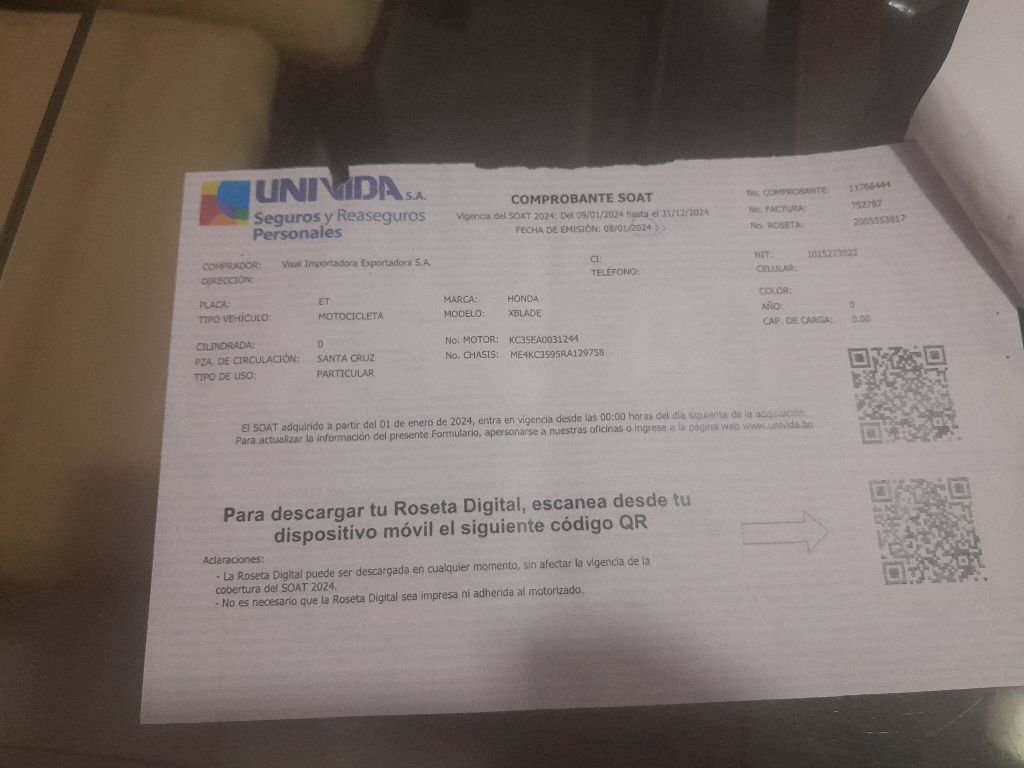 UNIVIDA S.A.
Seguros y Reaseguros
Personales
COMPROBANTE SOAT
Vigencia del SOAT 2024: Del 09/01/2024 hasta el 31/12/2024
FECHA DE EMISIÓN: 08/01/2024
No. COMPROBANTE: 11768444
No. FACTURA: 752787
No. ROSETA: 2005553917
COMPRADOR: Visal Importadora Exportadora S.A.
DIRECCIÓN:
CI:
TELÉFONO:
NIT: 1015273022
CELULAR:
PLACA: ET
TIPO VEHÍCULO: MOTOCICLETA
MARCA: HONDA
MODELO: XBLADE
COLOR:
AÑO: 0
CAP. DE CARGA: 0.00
CILINDRADA: 0
PZA. DE CIRCULACIÓN: SANTA CRUZ
TIPO DE USO: PARTICULAR
No. MOTOR: KC35EA0031244
No. CHASIS: ME4KC3595RA129758
El SOAT adquirido a partir del 01 de enero de 2024, entra en vigencia desde las 00:00 horas del día siguiente de la adquisición.
Para actualizar la información del presente Formulario, apersonarse a nuestras oficinas o ingrese a la página web www.univida.bo
Para descargar tu Roseta Digital, escanea desde tu
dispositivo móvil el siguiente código QR
Aclaraciones:
- La Roseta Digital puede ser descargada en cualquier momento, sin afectar la vigencia de la
cobertura del SOAT 2024.
- No es necesario que la Roseta Digital sea impresa ni adherida al motorizado.